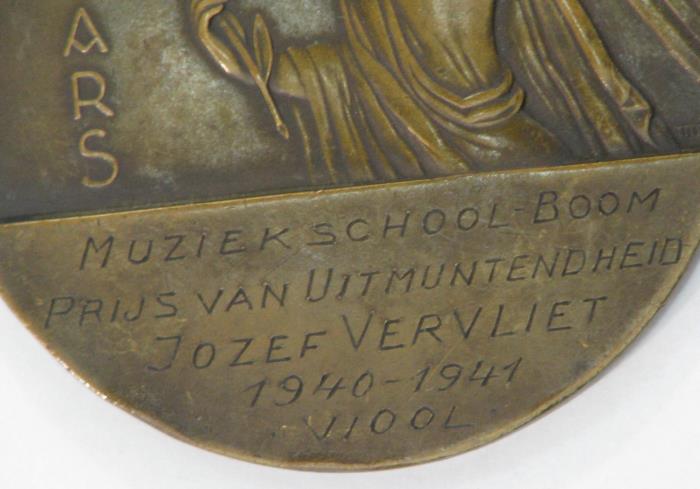 ARS
MUZIEKSCHOOL-BOOM
PRIJS VAN UITMUNTENDHEID
JOZEF VERVLIET
1940-1941
VIOOL